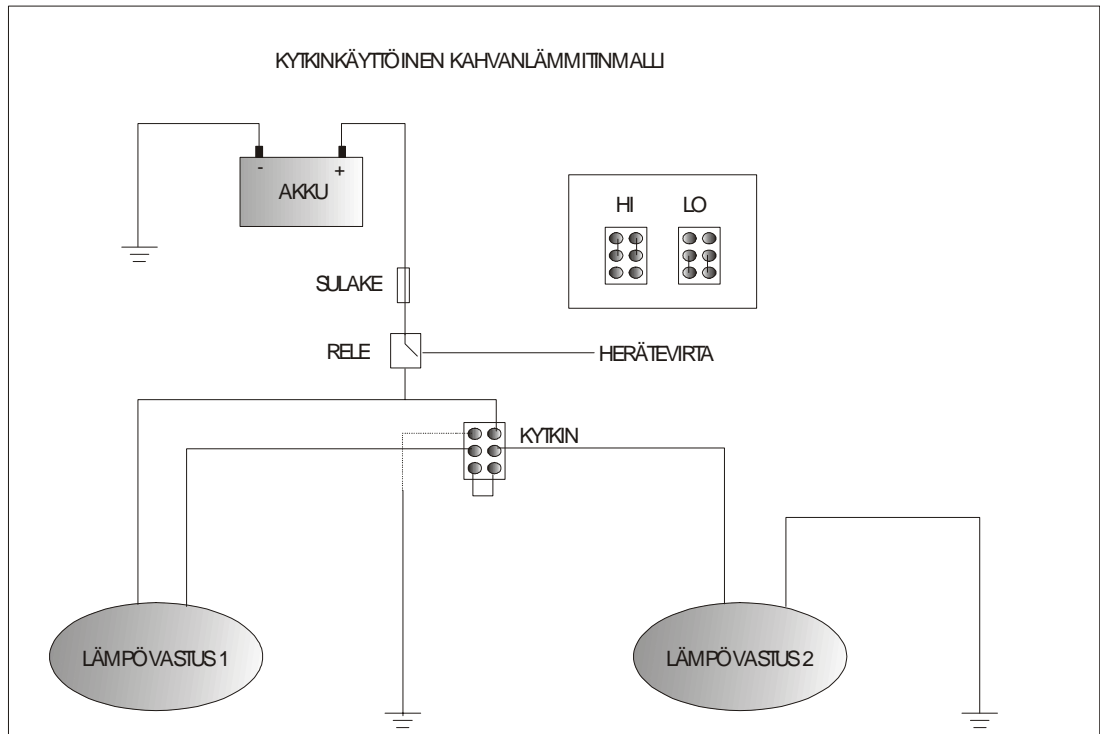 KYTKINKÄYTTÖINEN KAHVANLÄMMITINMALLI
- +
AKKU
HI LO
SULAKE
RELE
HERÄTEVIRTA
KYTKIN
LÄMPÖVASTUS 1
LÄMPÖVASTUS 2